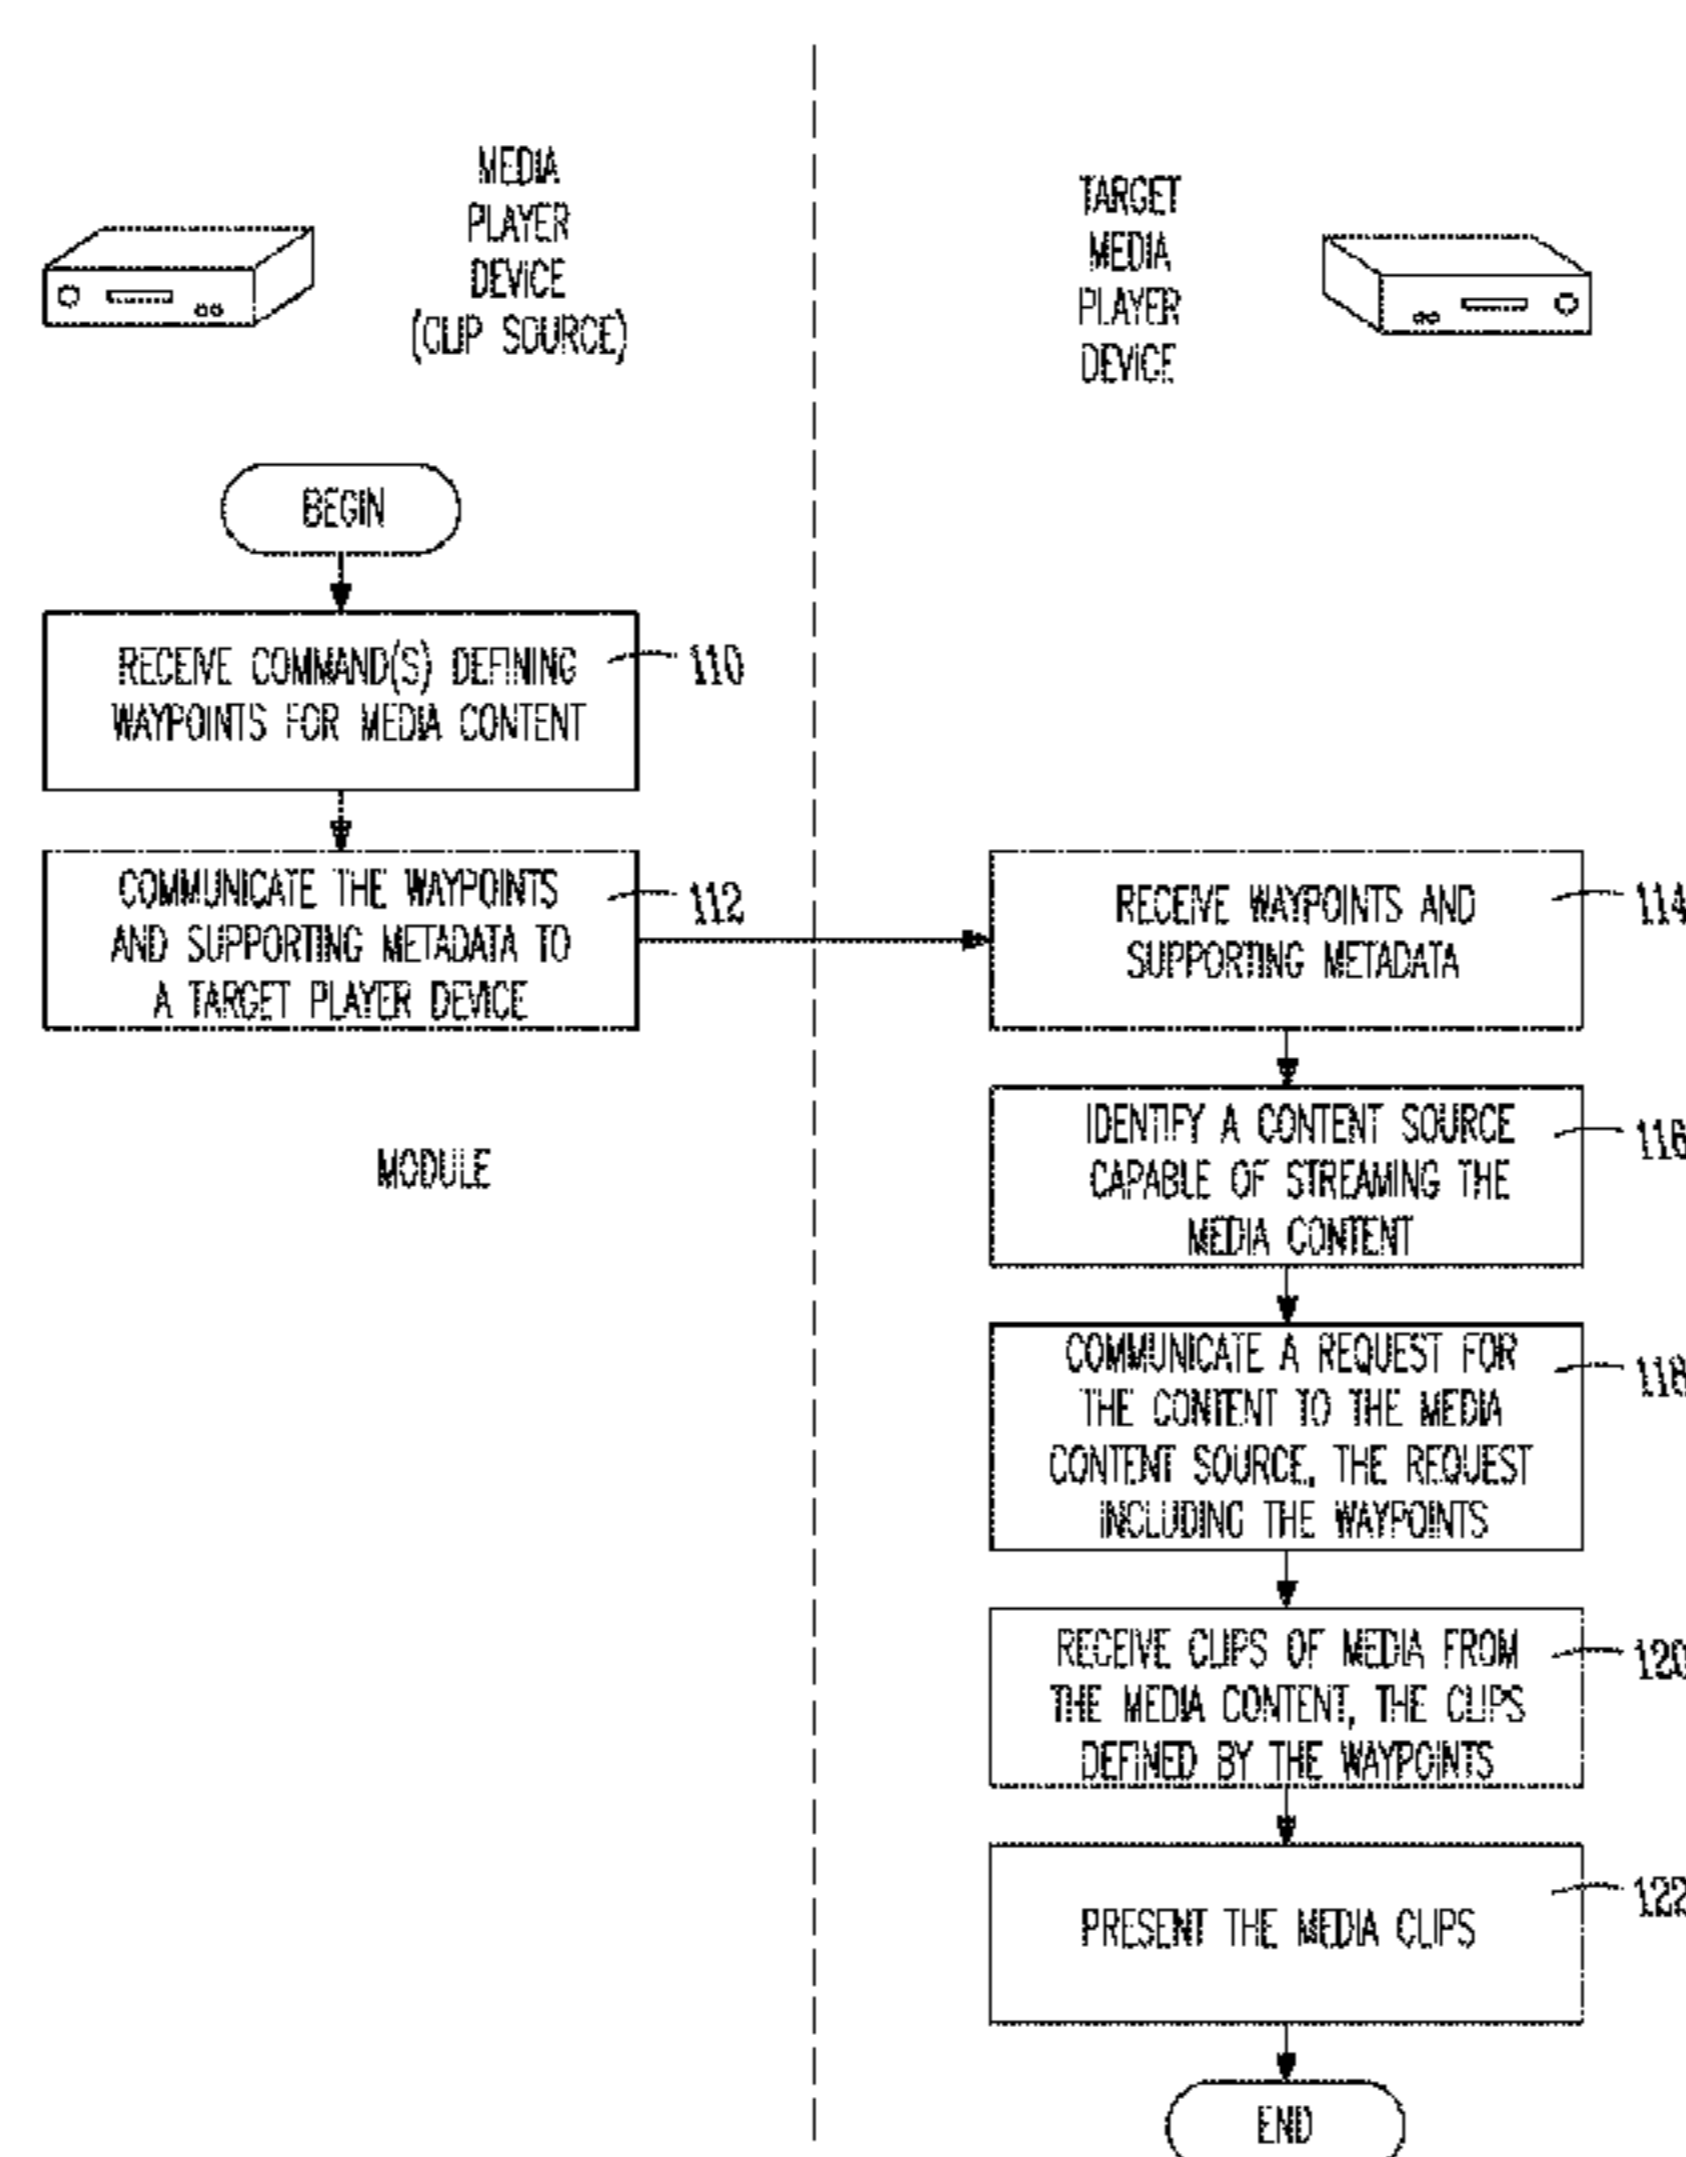 MEDIA
PLAYER
DEVICE
(CLIP SOURCE)
TARGET
MEDIA
PLAYER
DEVICE
BEGIN
RECEIVE COMMAND(S) DEFINING
WAYPOINTS FOR MEDIA CONTENT
110
COMMUNICATE THE WAYPOINTS
AND SUPPORTING METADATA TO
A TARGET PLAYER DEVICE
112
MODULE
RECEIVE WAYPOINTS AND
SUPPORTING METADATA
114
IDENTIFY A CONTENT SOURCE
CAPABLE OF STREAMING THE
MEDIA CONTENT
116
COMMUNICATE A REQUEST FOR
THE CONTENT TO THE MEDIA
CONTENT SOURCE, THE REQUEST
INCLUDING THE WAYPOINTS
118
RECEIVE CLIPS OF MEDIA FROM
THE MEDIA CONTENT, THE CLIPS
DEFINED BY THE WAYPOINTS
120
PRESENT THE MEDIA CLIPS
122
END